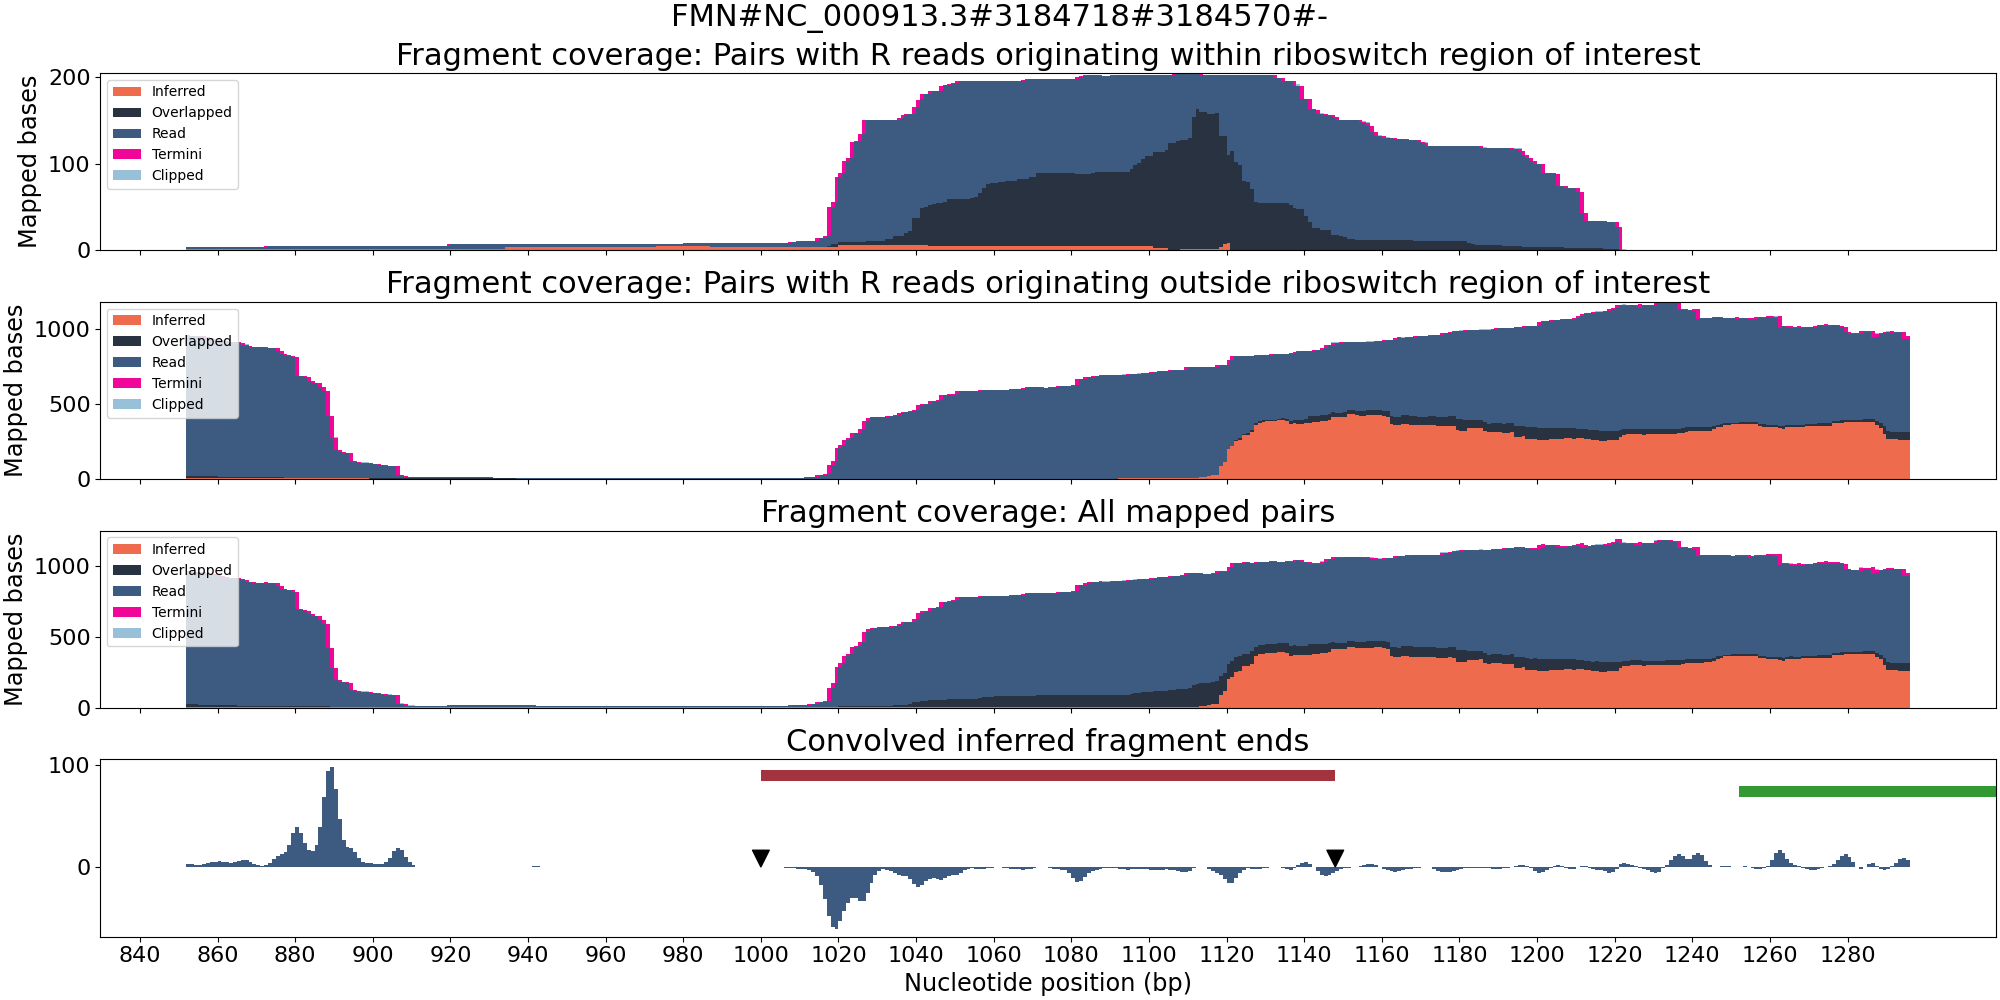 FMN#NC_000913.3#3184718#3184570#-
Fragment coverage: Pairs with R reads originating within riboswitch region of interest
Mapped bases
200
100
0
Inferred
Overlapped
Read
Termini
Clipped
Fragment coverage: Pairs with R reads originating outside riboswitch region of interest
Mapped bases
1000
500
0
Inferred
Overlapped
Read
Termini
Clipped
Fragment coverage: All mapped pairs
Mapped bases
1000
500
0
Inferred
Overlapped
Read
Termini
Clipped
Convolved inferred fragment ends
100
0
840 860 880 900 920 940 960 980 1000 1020 1040 1060 1080 1100 1120 1140 1160 1180 1200 1220 1240 1260 1280
Nucleotide position (bp)